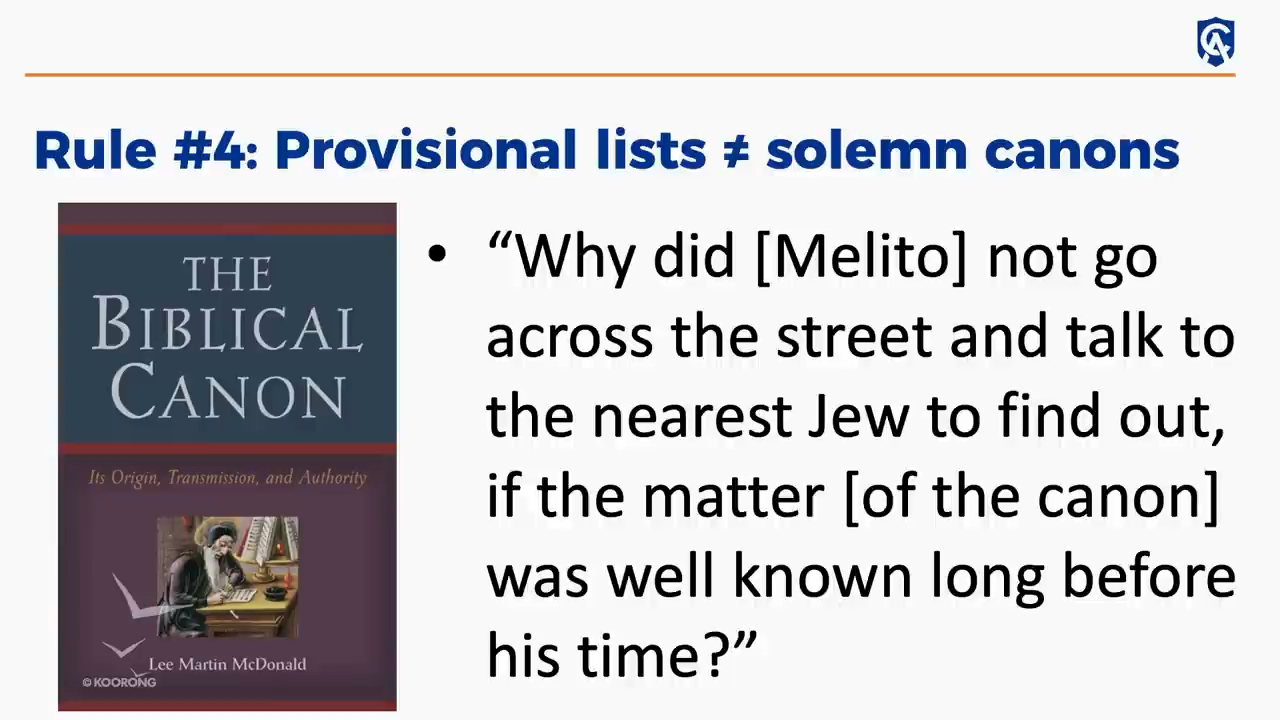 Rule #4: Provisional lists ≠ solemn canons
THE
BIBLICAL
CANON
Its Origin, Transmission, and Authority
Lee Martin McDonald
© KOORONG
• “Why did [Melito] not go
across the street and talk to
the nearest Jew to find out,
if the matter [of the canon]
was well known long before
his time?”